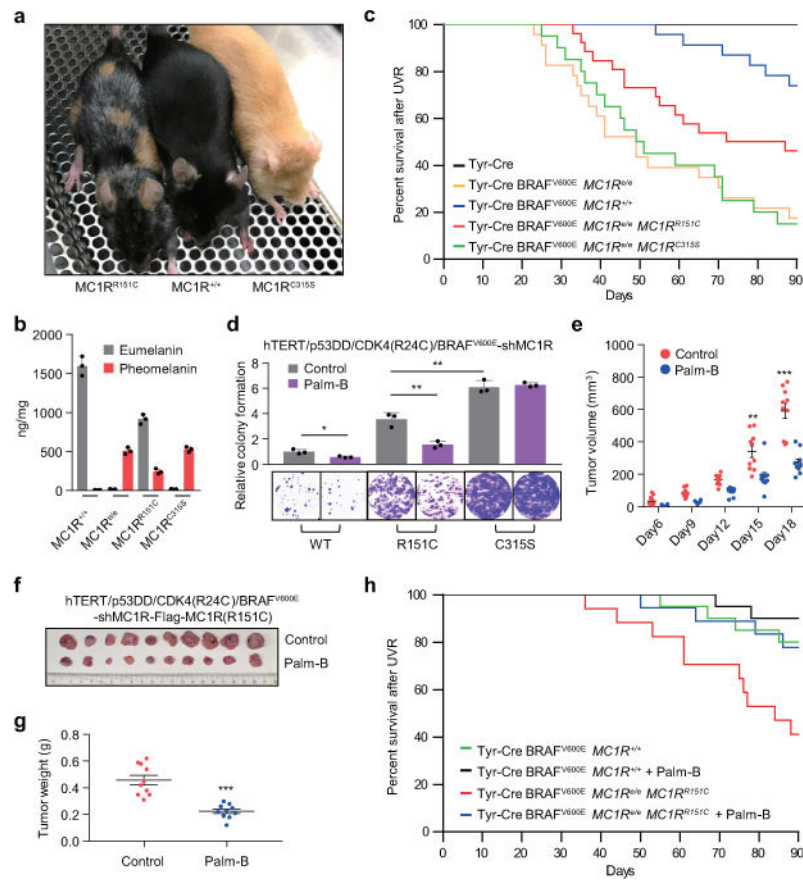 a
MC1R^R151C MC1R^+/+ MC1R^C315S
b
ng/mg
2000
1500
1000
500
0
Eumelanin
Pheomelanin
MC1R^+/+
MC1R^e/e
MC1R^R151C
MC1R^C315S
c
Percent survival after UVR
100
80
60
40
20
0
Tyr-Cre
Tyr-Cre BRAF^V600E MC1R^e/e
Tyr-Cre BRAF^V600E MC1R^+/+
Tyr-Cre BRAF^V600E MC1R^e/e MC1R^R151C
Tyr-Cre BRAF^V600E MC1R^e/e MC1R^C315S
0 10 20 30 40 50 60 70 80 90
Days
d
hTERT/p53DD/CDK4(R24C)/BRAF^V600E-shMC1R
Relative colony formation
8
6
4
2
0
Control
Palm-B
*
**
**
WT R151C C315S
e
Tumor volume (mm³)
1000
800
600
400
200
0
Control
Palm-B
**
***
Day6
Day9
Day12
Day15
Day18
f
hTERT/p53DD/CDK4(R24C)/BRAF^V600E
-shMC1R-Flag-MC1R(R151C)
Control
Palm-B
g
Tumor weight (g)
0.8
0.6
0.4
0.2
0.0
***
Control Palm-B
h
Percent survival after UVR
100
80
60
40
20
0
Tyr-Cre BRAF^V600E MC1R^+/+
Tyr-Cre BRAF^V600E MC1R^+/+ + Palm-B
Tyr-Cre BRAF^V600E MC1R^e/e MC1R^R151C
Tyr-Cre BRAF^V600E MC1R^e/e MC1R^R151C + Palm-B
0 10 20 30 40 50 60 70 80 90
Days